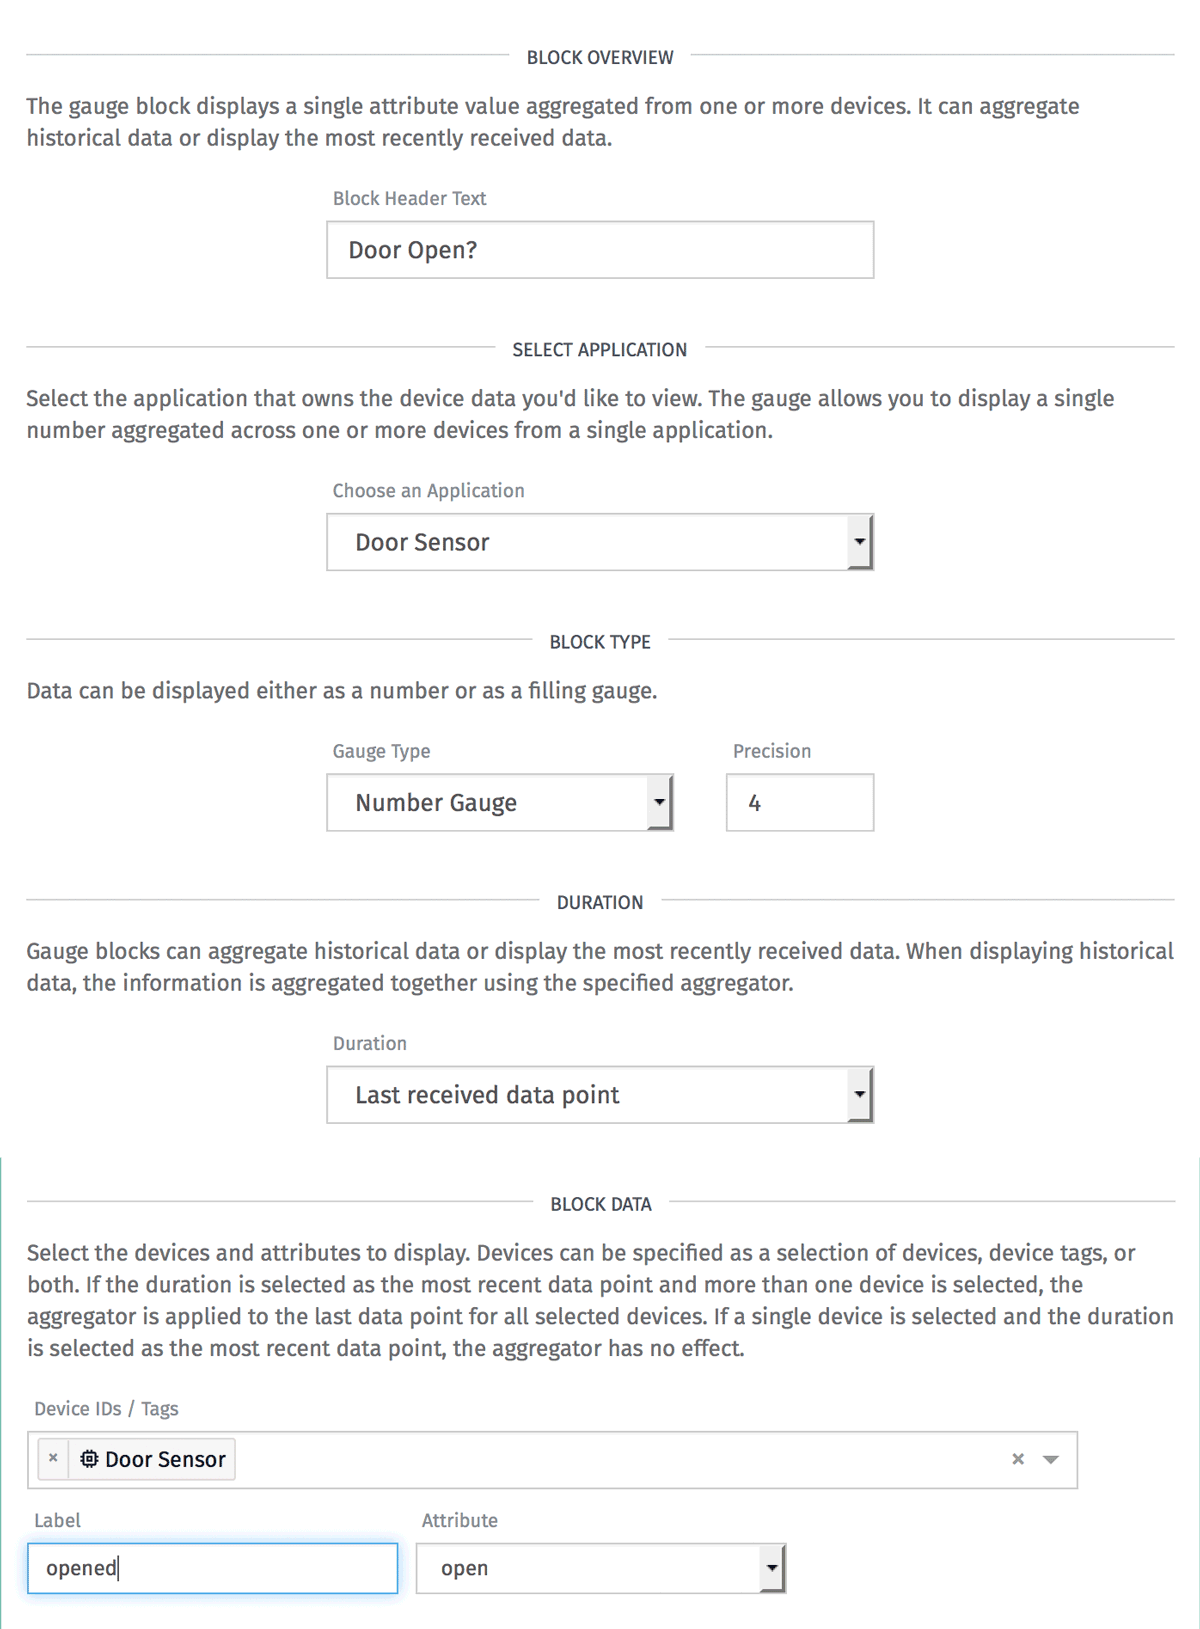 BLOCK OVERVIEW
The gauge block displays a single attribute value aggregated from one or more devices. It can aggregate
historical data or display the most recently received data.
Block Header Text
Door Open?
SELECT APPLICATION
Select the application that owns the device data you'd like to view. The gauge allows you to display a single
number aggregated across one or more devices from a single application.
Choose an Application
Door Sensor
BLOCK TYPE
Data can be displayed either as a number or as a filling gauge.
Gauge Type Precision
Number Gauge 4
DURATION
Gauge blocks can aggregate historical data or display the most recently received data. When displaying historical
data, the information is aggregated together using the specified aggregator.
Duration
Last received data point
BLOCK DATA
Select the devices and attributes to display. Devices can be specified as a selection of devices, device tags, or
both. If the duration is selected as the most recent data point and more than one device is selected, the
aggregator is applied to the last data point for all selected devices. If a single device is selected and the duration
is selected as the most recent data point, the aggregator has no effect.
Device IDs / Tags
× Door Sensor ×
Label Attribute
opened open